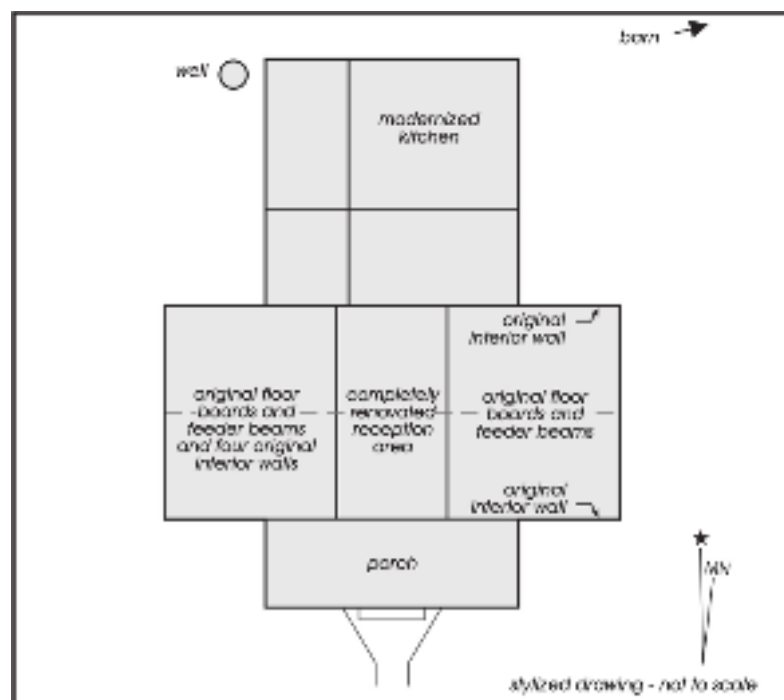 barn
well
modernized
kitchen
original
interior wall
original floor
boards and
feeder beams
and four original
interior walls
completely
renovated
reception
area
original floor
boards and
feeder beams
original
interior wall
porch
MN
stylized drawing - not to scale